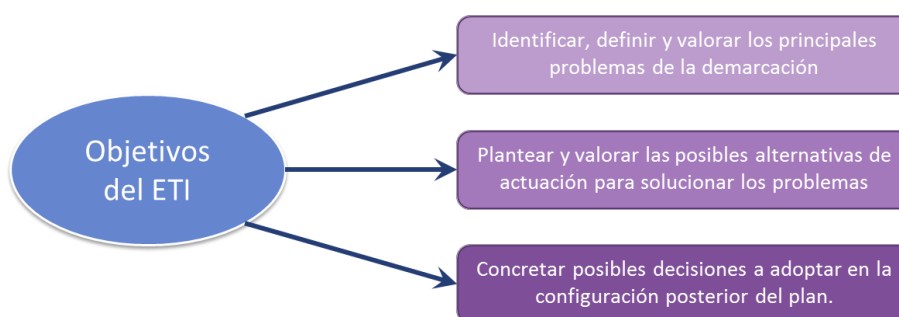 Objetivos
del ETI
Identificar, definir y valorar los principales
problemas de la demarcación
Plantear y valorar las posibles alternativas de
actuación para solucionar los problemas
Concretar posibles decisiones a adoptar en la
configuración posterior del plan.